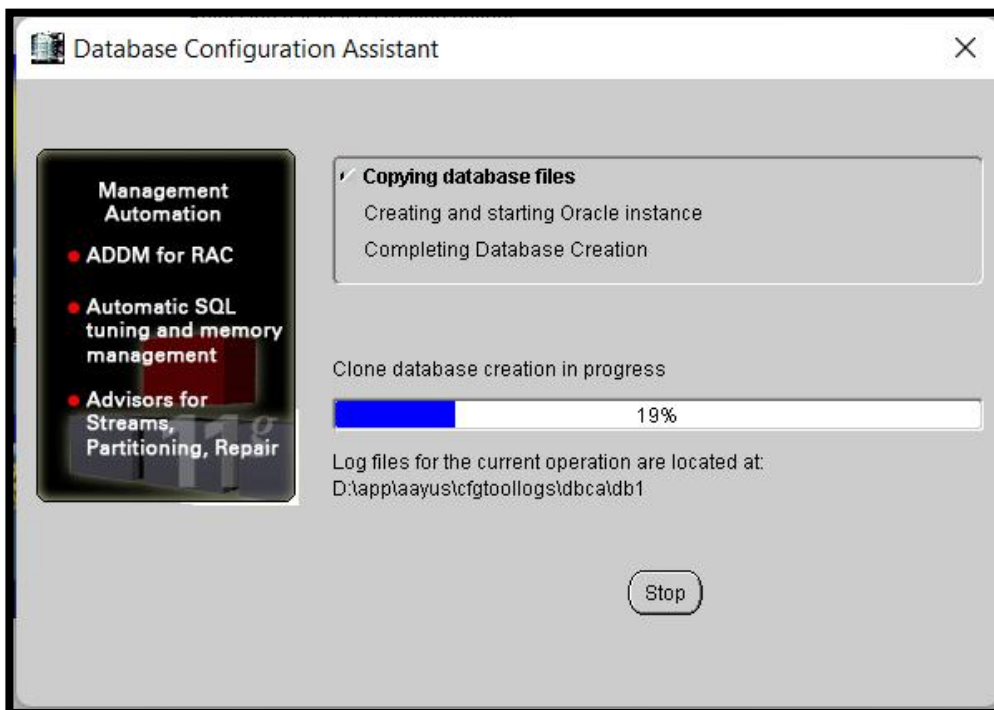 Database Configuration Assistant
Management
Automation
ADDM for RAC
Automatic SQL
tuning and memory
management
Advisors for
Streams,
Partitioning, Repair
11g
Copying database files
Creating and starting Oracle instance
Completing Database Creation
Clone database creation in progress
19%
Log files for the current operation are located at:
D:\app\aayus\cfgtoollogs\dbca\db1
Stop